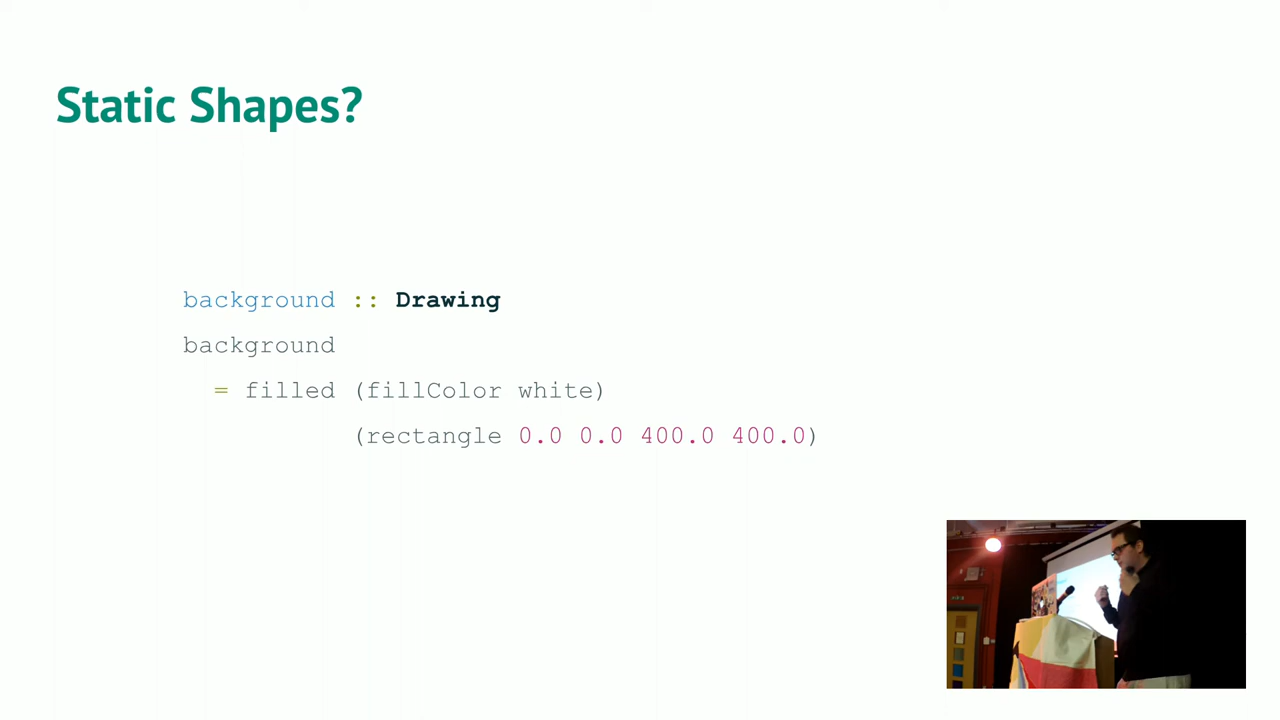 Static Shapes?
background :: Drawing
background
= filled (fillColor white)
(rectangle 0.0 0.0 400.0 400.0)